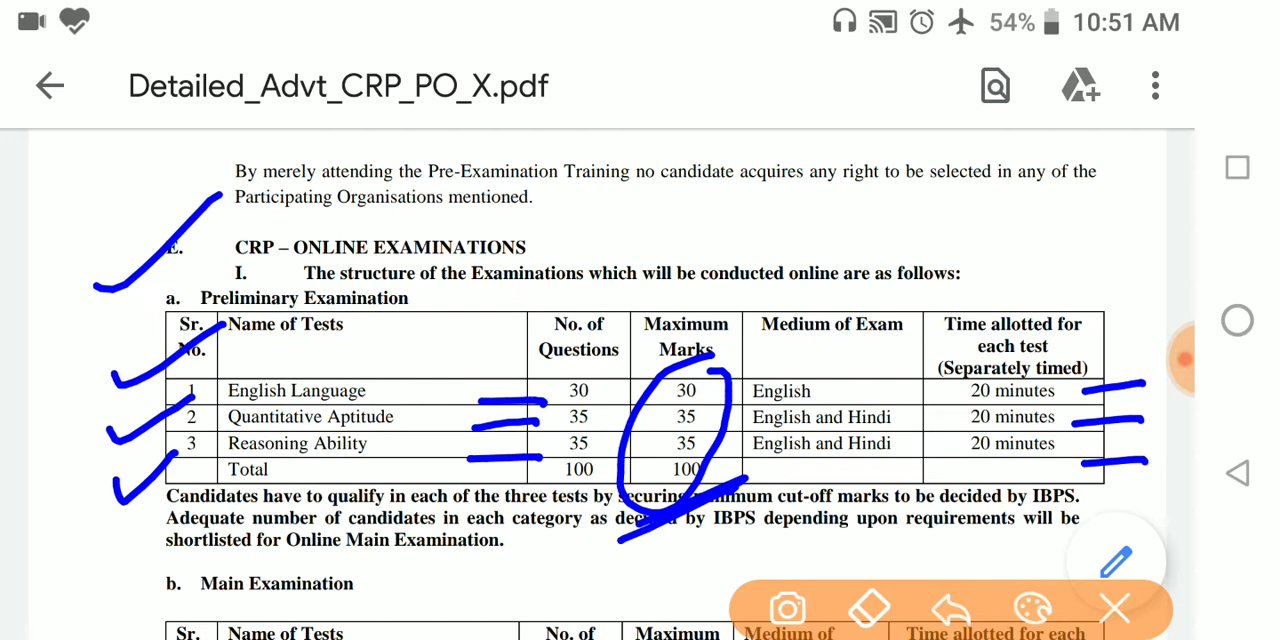 54% 10:51 AM
Detailed_Advt_CRP_PO_X.pdf
By merely attending the Pre-Examination Training no candidate acquires any right to be selected in any of the
Participating Organisations mentioned.
E. CRP – ONLINE EXAMINATIONS
I. The structure of the Examinations which will be conducted online are as follows:
a. Preliminary Examination
Sr. No. Name of Tests No. of Questions Maximum Marks Medium of Exam Time allotted for each test (Separately timed)
1 English Language 30 30 English 20 minutes
2 Quantitative Aptitude 35 35 English and Hindi 20 minutes
3 Reasoning Ability 35 35 English and Hindi 20 minutes
Total 100 100
Candidates have to qualify in each of the three tests by securing minimum cut-off marks to be decided by IBPS.
Adequate number of candidates in each category as decided by IBPS depending upon requirements will be
shortlisted for Online Main Examination.
b. Main Examination
Sr. Name of Tests No. of Maximum Medium of Time allotted for each